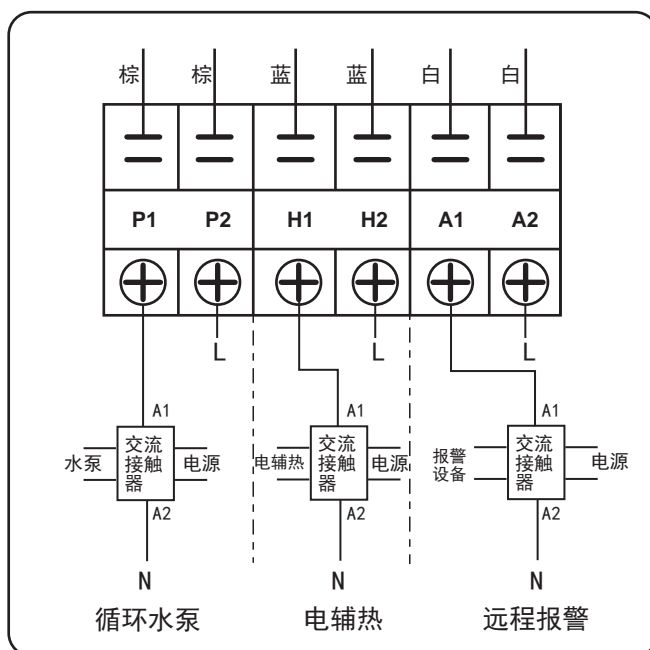 棕 棕 蓝 蓝 白 白
P1 P2 H1 H2 A1 A2
L L L
A1 A1 A1
水泵 交流接触器 电源 电辅热 交流接触器 电源 报警设备 交流接触器 电源
A2 A2 A2
N N N
循环水泵 电辅热 远程报警